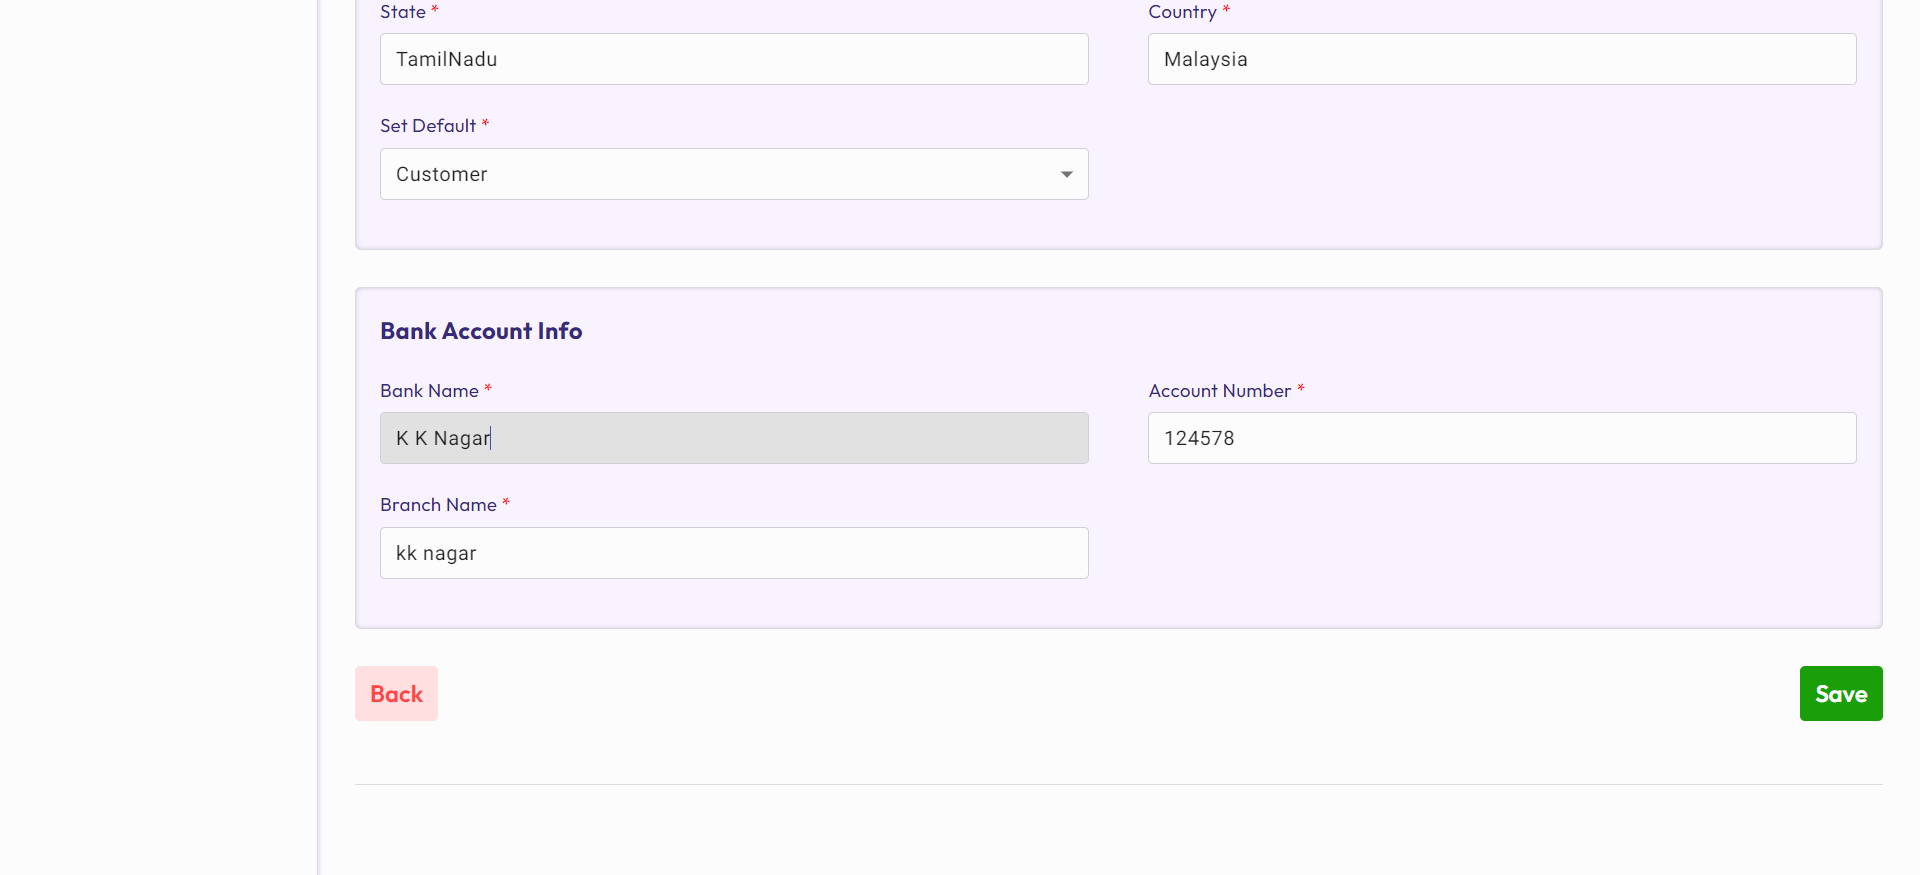 State *
Country *
TamilNadu
Malaysia
Set Default *
Customer
Bank Account Info
Bank Name *
Account Number *
K K Nagar
124578
Branch Name *
kk nagar
Back
Save